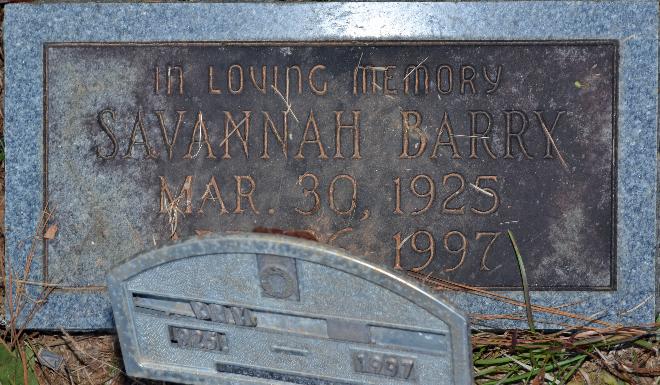 IN LOVING MEMORY
SAVANNAH BARRY
MAR. 30, 1925
1997
1925
—
1997